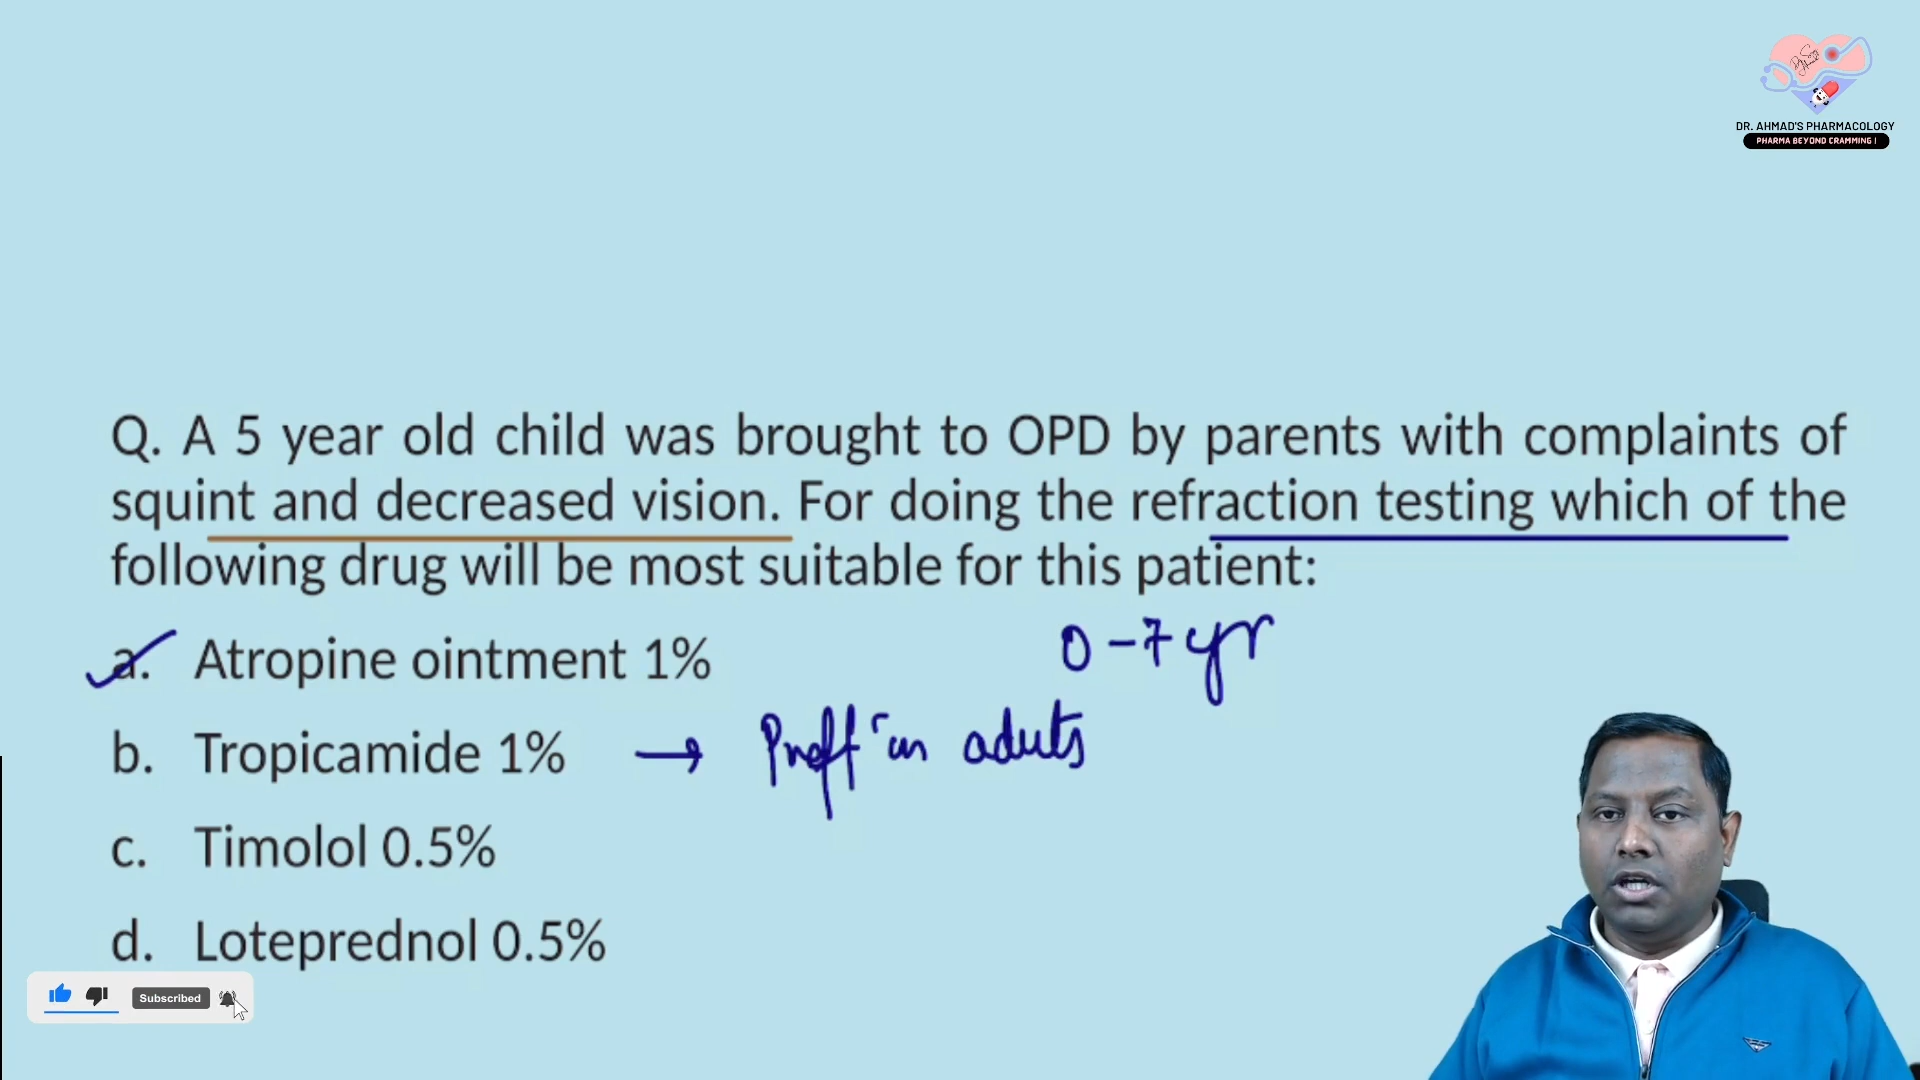 DR. AHMAD'S PHARMACOLOGY
PHARMA BEYOND CRAMMING !
Q. A 5 year old child was brought to OPD by parents with complaints of
squint and decreased vision. For doing the refraction testing which of the
following drug will be most suitable for this patient:
0-7 yr
a. Atropine ointment 1%
b. Tropicamide 1% → in aduts
c. Timolol 0.5%
d. Loteprednol 0.5%
Subscribed